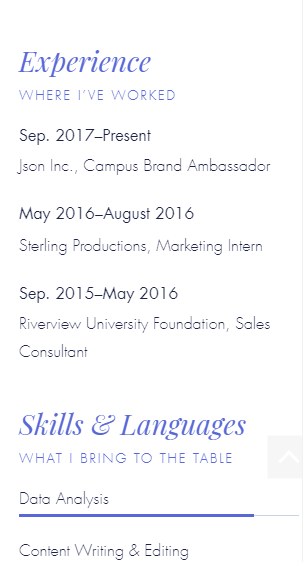 Experience
WHERE I'VE WORKED
Sep. 2017–Present
Json Inc., Campus Brand Ambassador
May 2016–August 2016
Sterling Productions, Marketing Intern
Sep. 2015–May 2016
Riverview University Foundation, Sales
Consultant
Skills & Languages
WHAT I BRING TO THE TABLE
Data Analysis
Content Writing & Editing